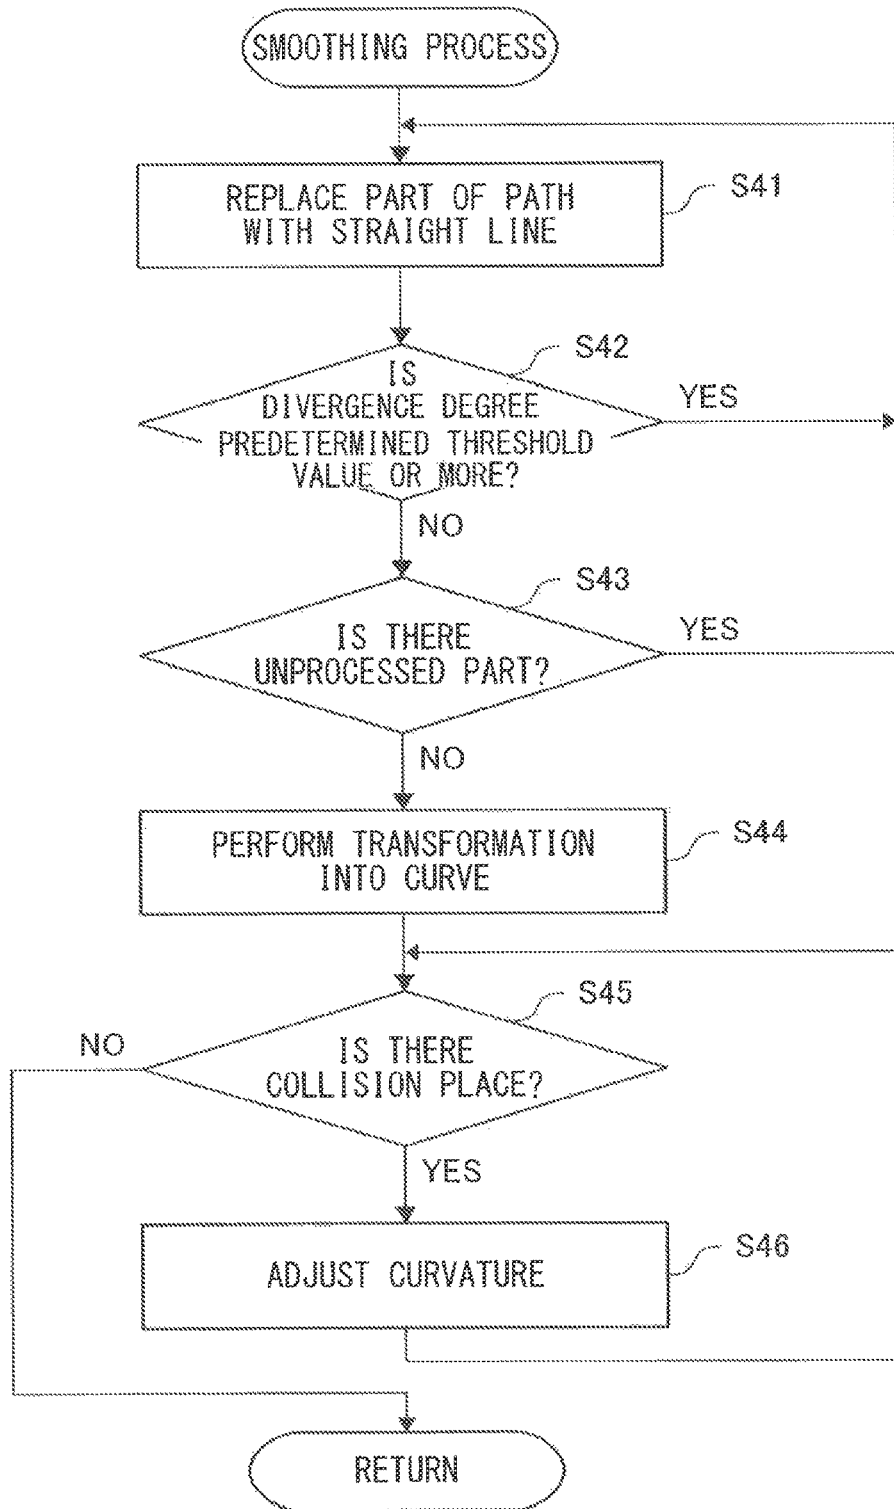 SMOOTHING PROCESS
REPLACE PART OF PATH
WITH STRAIGHT LINE
S41
IS
DIVERGENCE DEGREE
PREDETERMINED THRESHOLD
VALUE OR MORE?
S42
YES
NO
IS THERE
UNPROCESSED PART?
S43
YES
NO
PERFORM TRANSFORMATION
INTO CURVE
S44
IS THERE
COLLISION PLACE?
S45
NO
YES
ADJUST CURVATURE
S46
RETURN